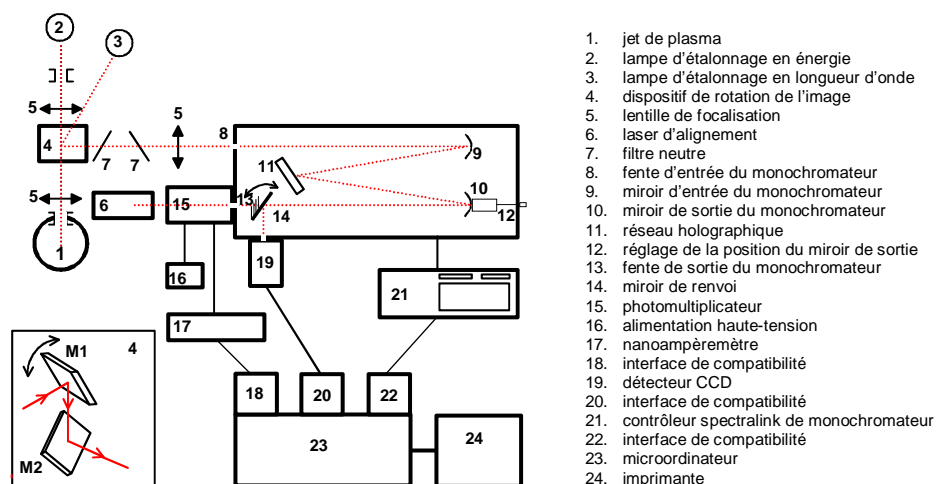 2
3
5
4
5
8
7 7
9
11
10
5
6
15
13
14
12
1
19
16
21
17
4
M1
M2
18
20
22
23
24
1. jet de plasma
2. lampe d'étalonnage en énergie
3. lampe d'étalonnage en longueur d'onde
4. dispositif de rotation de l'image
5. lentille de focalisation
6. laser d'alignement
7. filtre neutre
8. fente d'entrée du monochromateur
9. miroir d'entrée du monochromateur
10. miroir de sortie du monochromateur
11. réseau holographique
12. réglage de la position du miroir de sortie
13. fente de sortie du monochromateur
14. miroir de renvoi
15. photomultiplicateur
16. alimentation haute-tension
17. nanoampèremètre
18. interface de compatibilité
19. détecteur CCD
20. interface de compatibilité
21. contrôleur spectralink de monochromateur
22. interface de compatibilité
23. microordinateur
24. imprimante